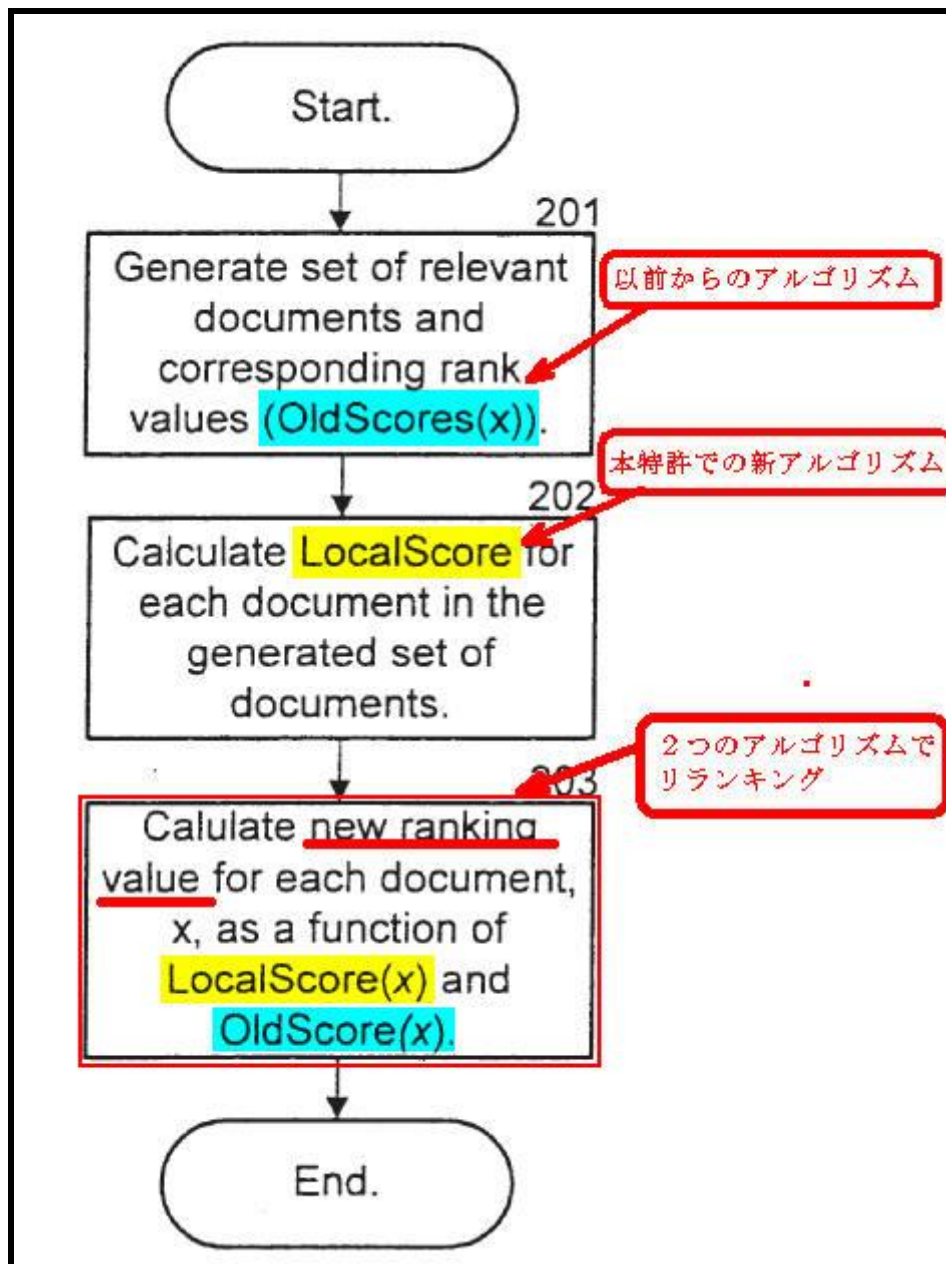 Start.
201
Generate set of relevant
documents and
corresponding rank
values (OldScores(x)).
以前からのアルゴリズム
本特許での新アルゴリズム
202
Calculate LocalScore for
each document in the
generated set of
documents.
2つのアルゴリズムで
リランキング
203
Calulate new ranking
value for each document,
x, as a function of
LocalScore(x) and
OldScore(x).
End.